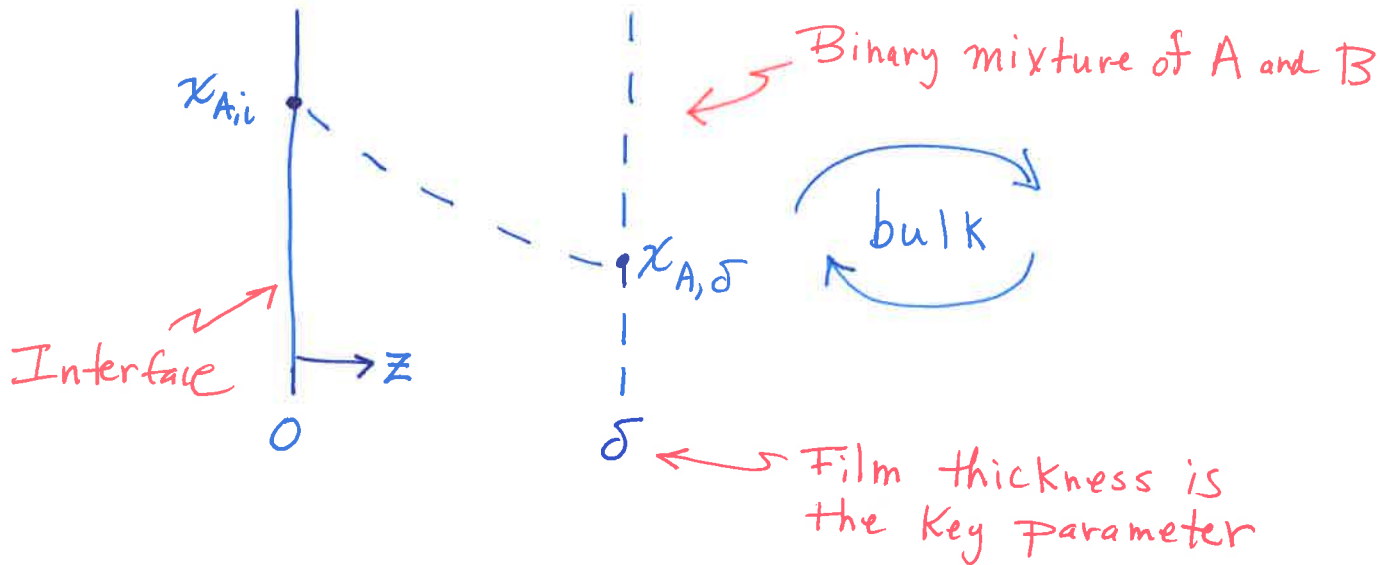 Binary mixture of A and B
x_{A,i}
bulk
x_{A,δ}
Interface
z
0
δ
Film thickness is
the key parameter